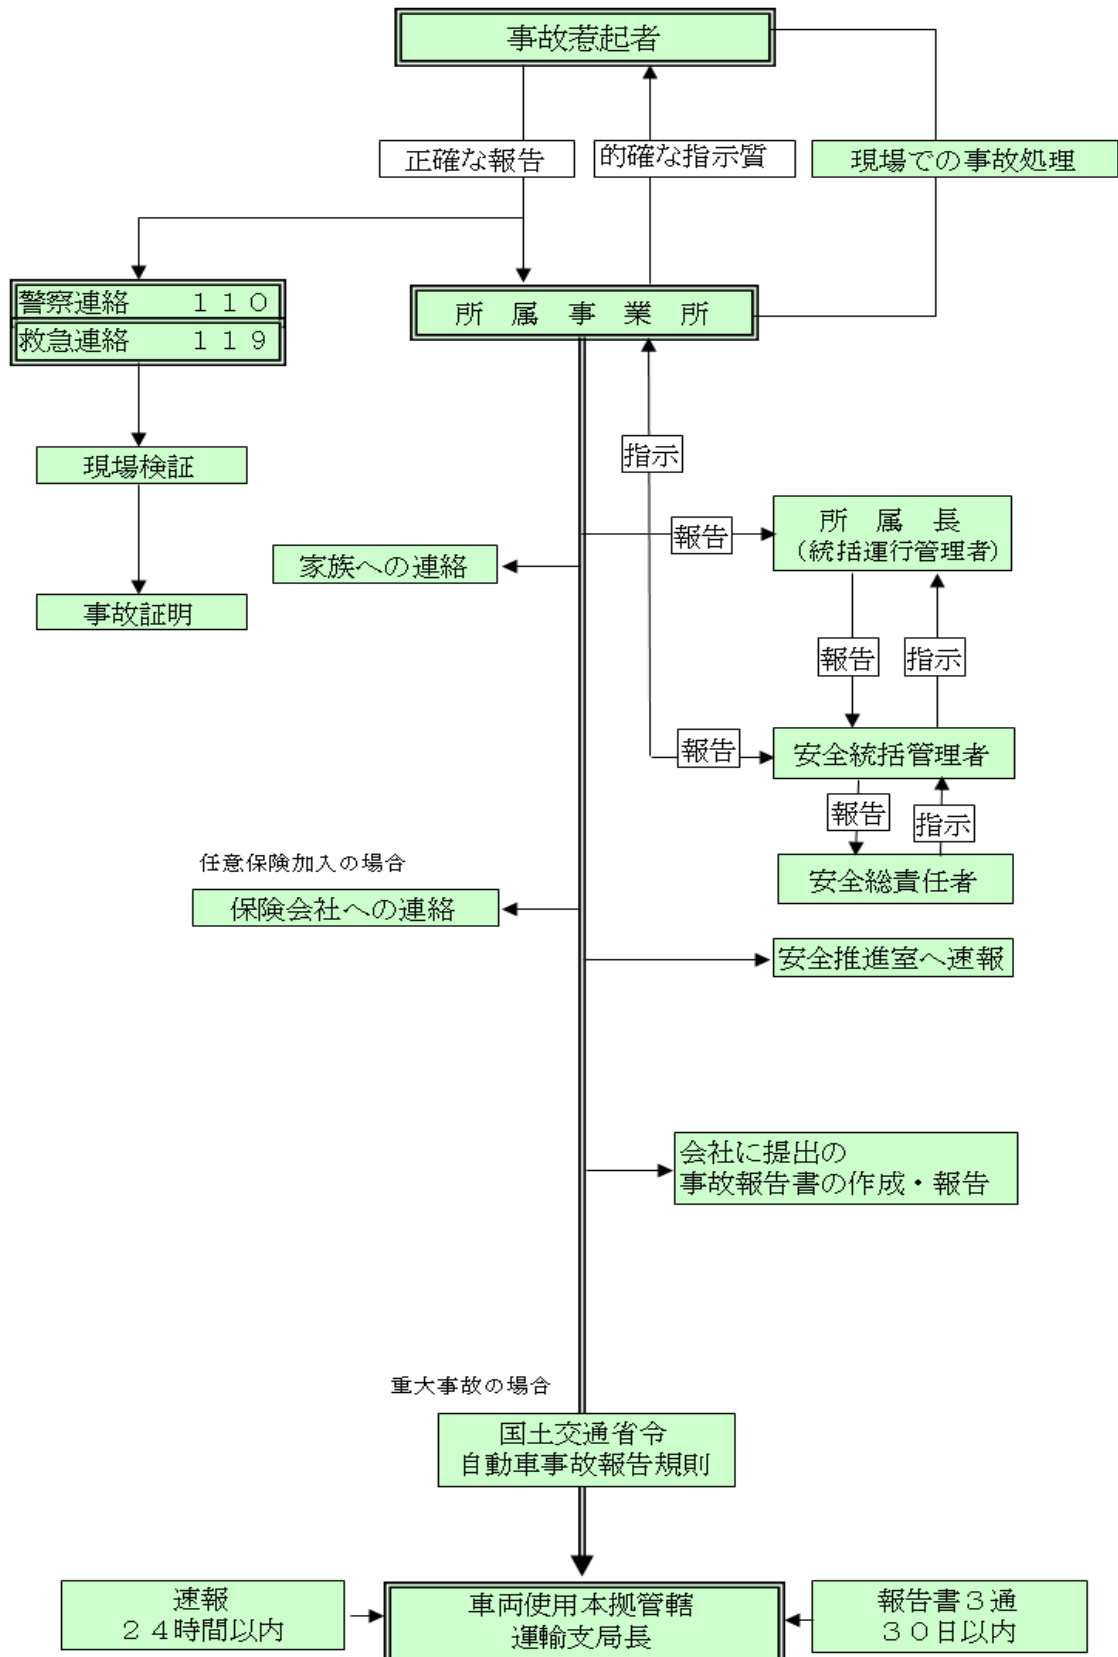 事故惹起者
正確な報告
的確な指示質
現場での事故処理
警察連絡　　１１０
救急連絡　　１１９
所　属　事　業　所
現場検証
指示
所　属　長
（統括運行管理者）
報告
家族への連絡
事故証明
報告
指示
報告
安全統括管理者
報告
指示
任意保険加入の場合
安全総責任者
保険会社への連絡
安全推進室へ速報
会社に提出の
事故報告書の作成・報告
重大事故の場合
国土交通省令
自動車事故報告規則
速報
２４時間以内
車両使用本拠管轄
運輸支局長
報告書３通
３０日以内